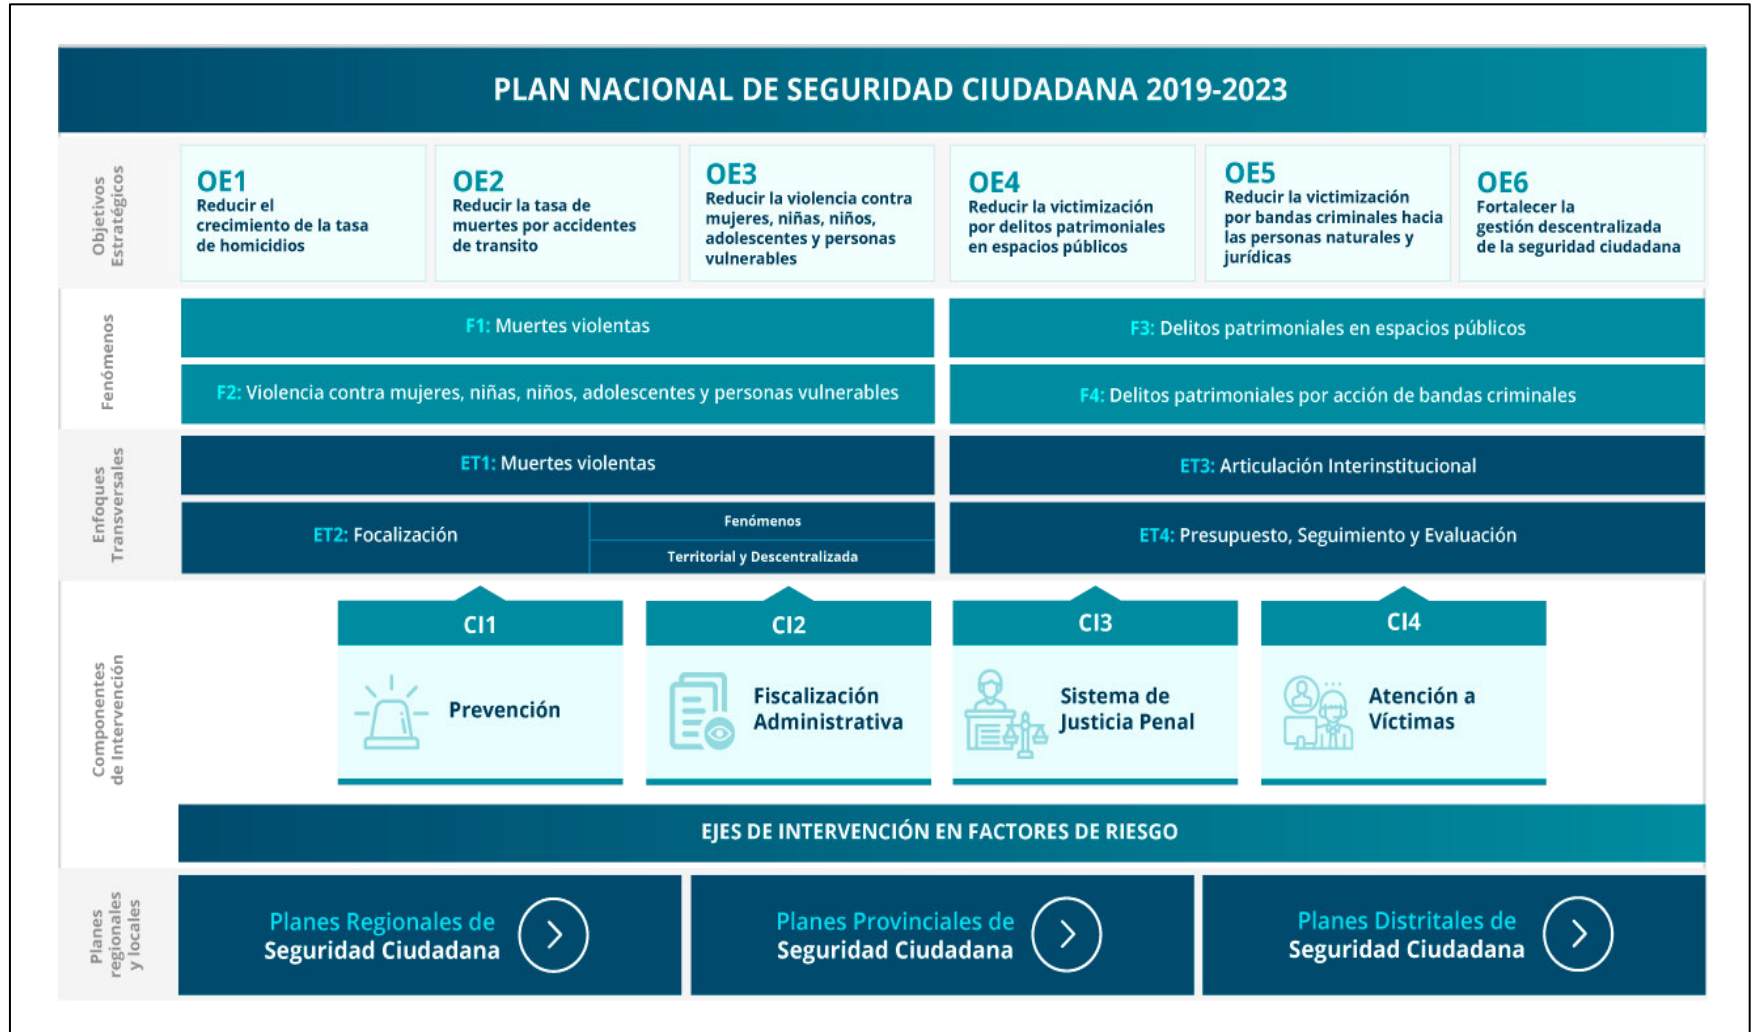 PLAN NACIONAL DE SEGURIDAD CIUDADANA 2019-2023
Objetivos
Estratégicos
OE1
Reducir el
crecimiento de la tasa
de homicidios
OE2
Reducir la tasa de
muertes por accidentes
de transito
OE3
Reducir la violencia contra
mujeres, niñas, niños,
adolescentes y personas
vulnerables
OE4
Reducir la victimización
por delitos patrimoniales
en espacios públicos
OE5
Reducir la victimización
por bandas criminales hacia
las personas naturales y
jurídicas
OE6
Fortalecer la
gestión descentralizada
de la seguridad ciudadana
Fenómenos
F1: Muertes violentas
F3: Delitos patrimoniales en espacios públicos
F2: Violencia contra mujeres, niñas, niños, adolescentes y personas vulnerables
F4: Delitos patrimoniales por acción de bandas criminales
Enfoques
Transversales
ET1: Muertes violentas
ET3: Articulación Interinstitucional
ET2: Focalización
Fenómenos
Territorial y Descentralizada
ET4: Presupuesto, Seguimiento y Evaluación
Componentes
de Intervención
CI1
Prevención
CI2
Fiscalización
Administrativa
CI3
Sistema de
Justicia Penal
CI4
Atención a
Víctimas
EJES DE INTERVENCIÓN EN FACTORES DE RIESGO
Planes
regionales
y locales
Planes Regionales de
Seguridad Ciudadana
Planes Provinciales de
Seguridad Ciudadana
Planes Distritales de
Seguridad Ciudadana